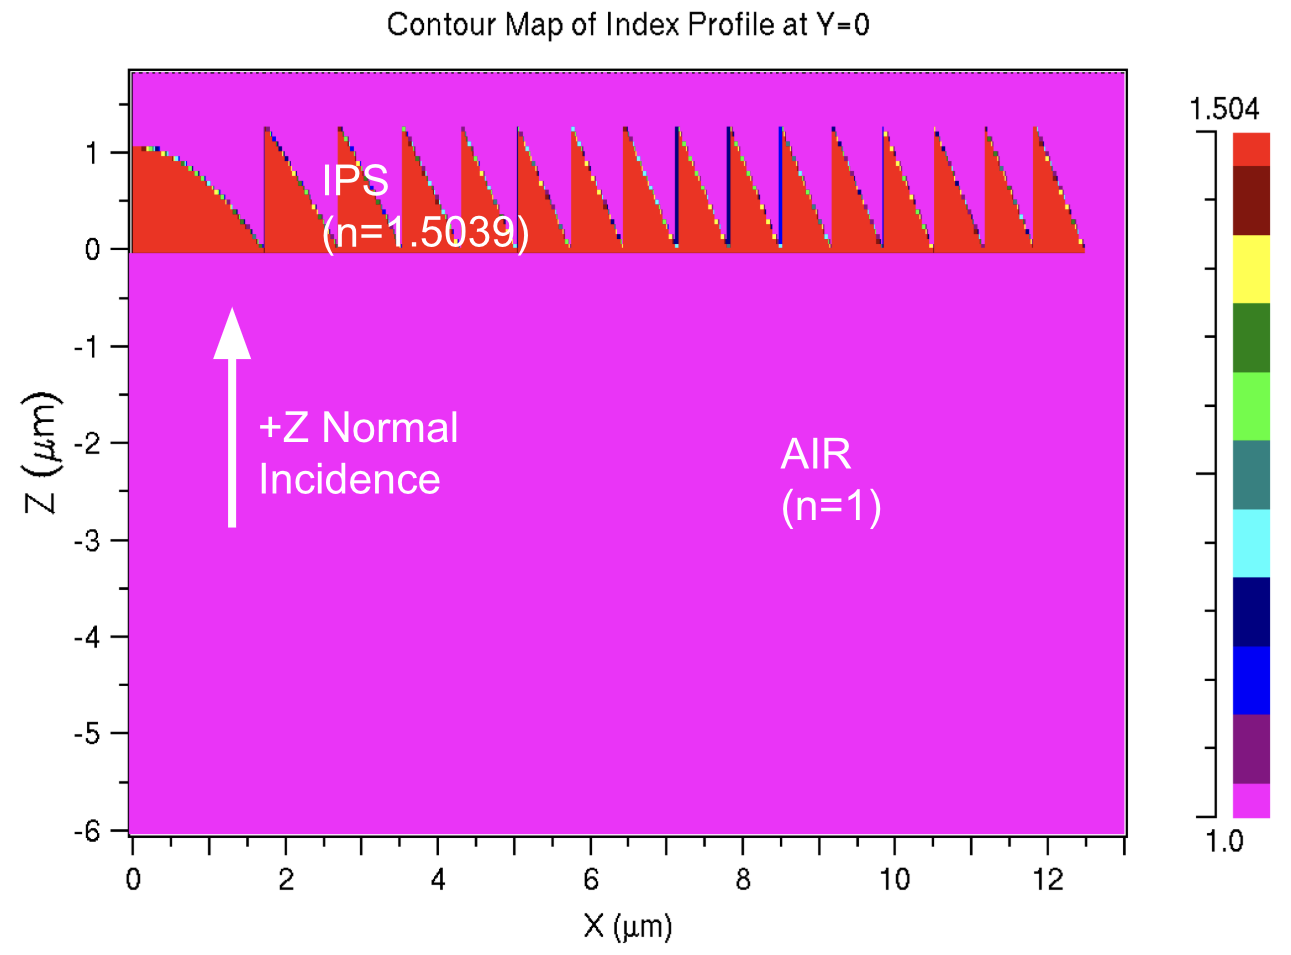 Contour Map of Index Profile at Y=0
1.504
1
0
-1
-2
-3
-4
-5
-6
Z (μm)
IPS
(n=1.5039)
+Z Normal
Incidence
AIR
(n=1)
1.0
0 2 4 6 8 10 12
X (μm)